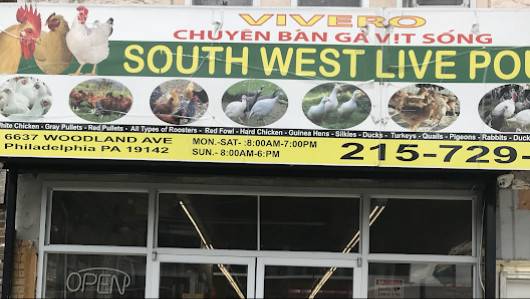 VIVERO
CHUYÊN BÁN GÀ VỊT SỐNG
SOUTH WEST LIVE
White Chicken - Gray Pullets - Red Pullets - All Types of Roosters - Red Fowl - Hard Chicken - Guinea Hens - Silkies - Ducks - Turkeys - Quails - Pigeons - Rabbits -
6637 WOODLAND AVE
Philadelphia PA 19142
MON.-SAT- :8:00AM-7:00PM
SUN.- 8:00AM-6:PM
215-729-
OPEN